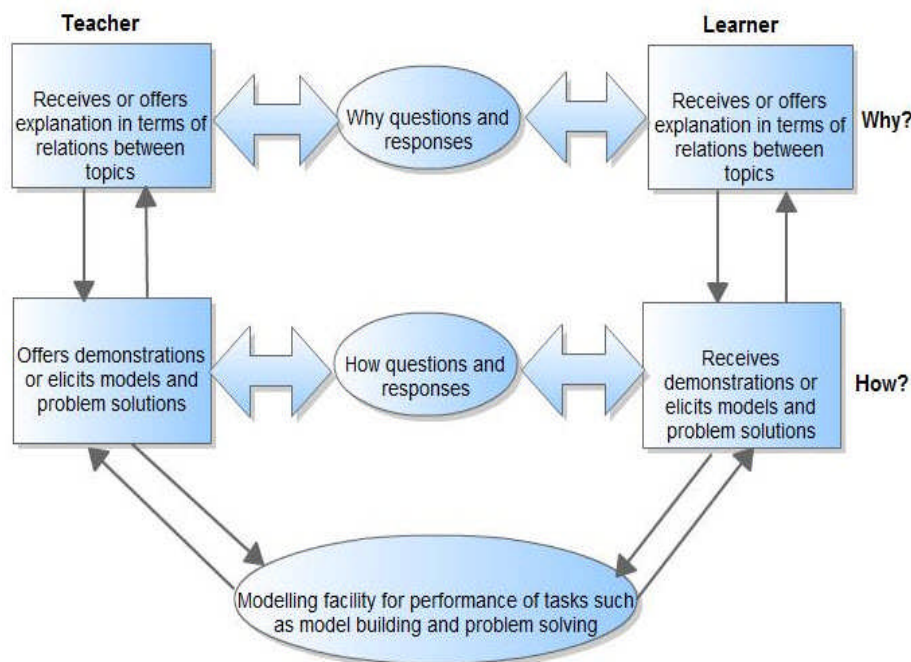 Teacher
Learner
Receives or offers
explanation in terms of
relations between
topics
Why questions and
responses
Receives or offers
explanation in terms of
relations between
topics
Why?
Offers demonstrations
or elicits models and
problem solutions
How questions and
responses
Receives
demonstrations or
elicits models and
problem solutions
How?
Modelling facility for performance of tasks such
as model building and problem solving